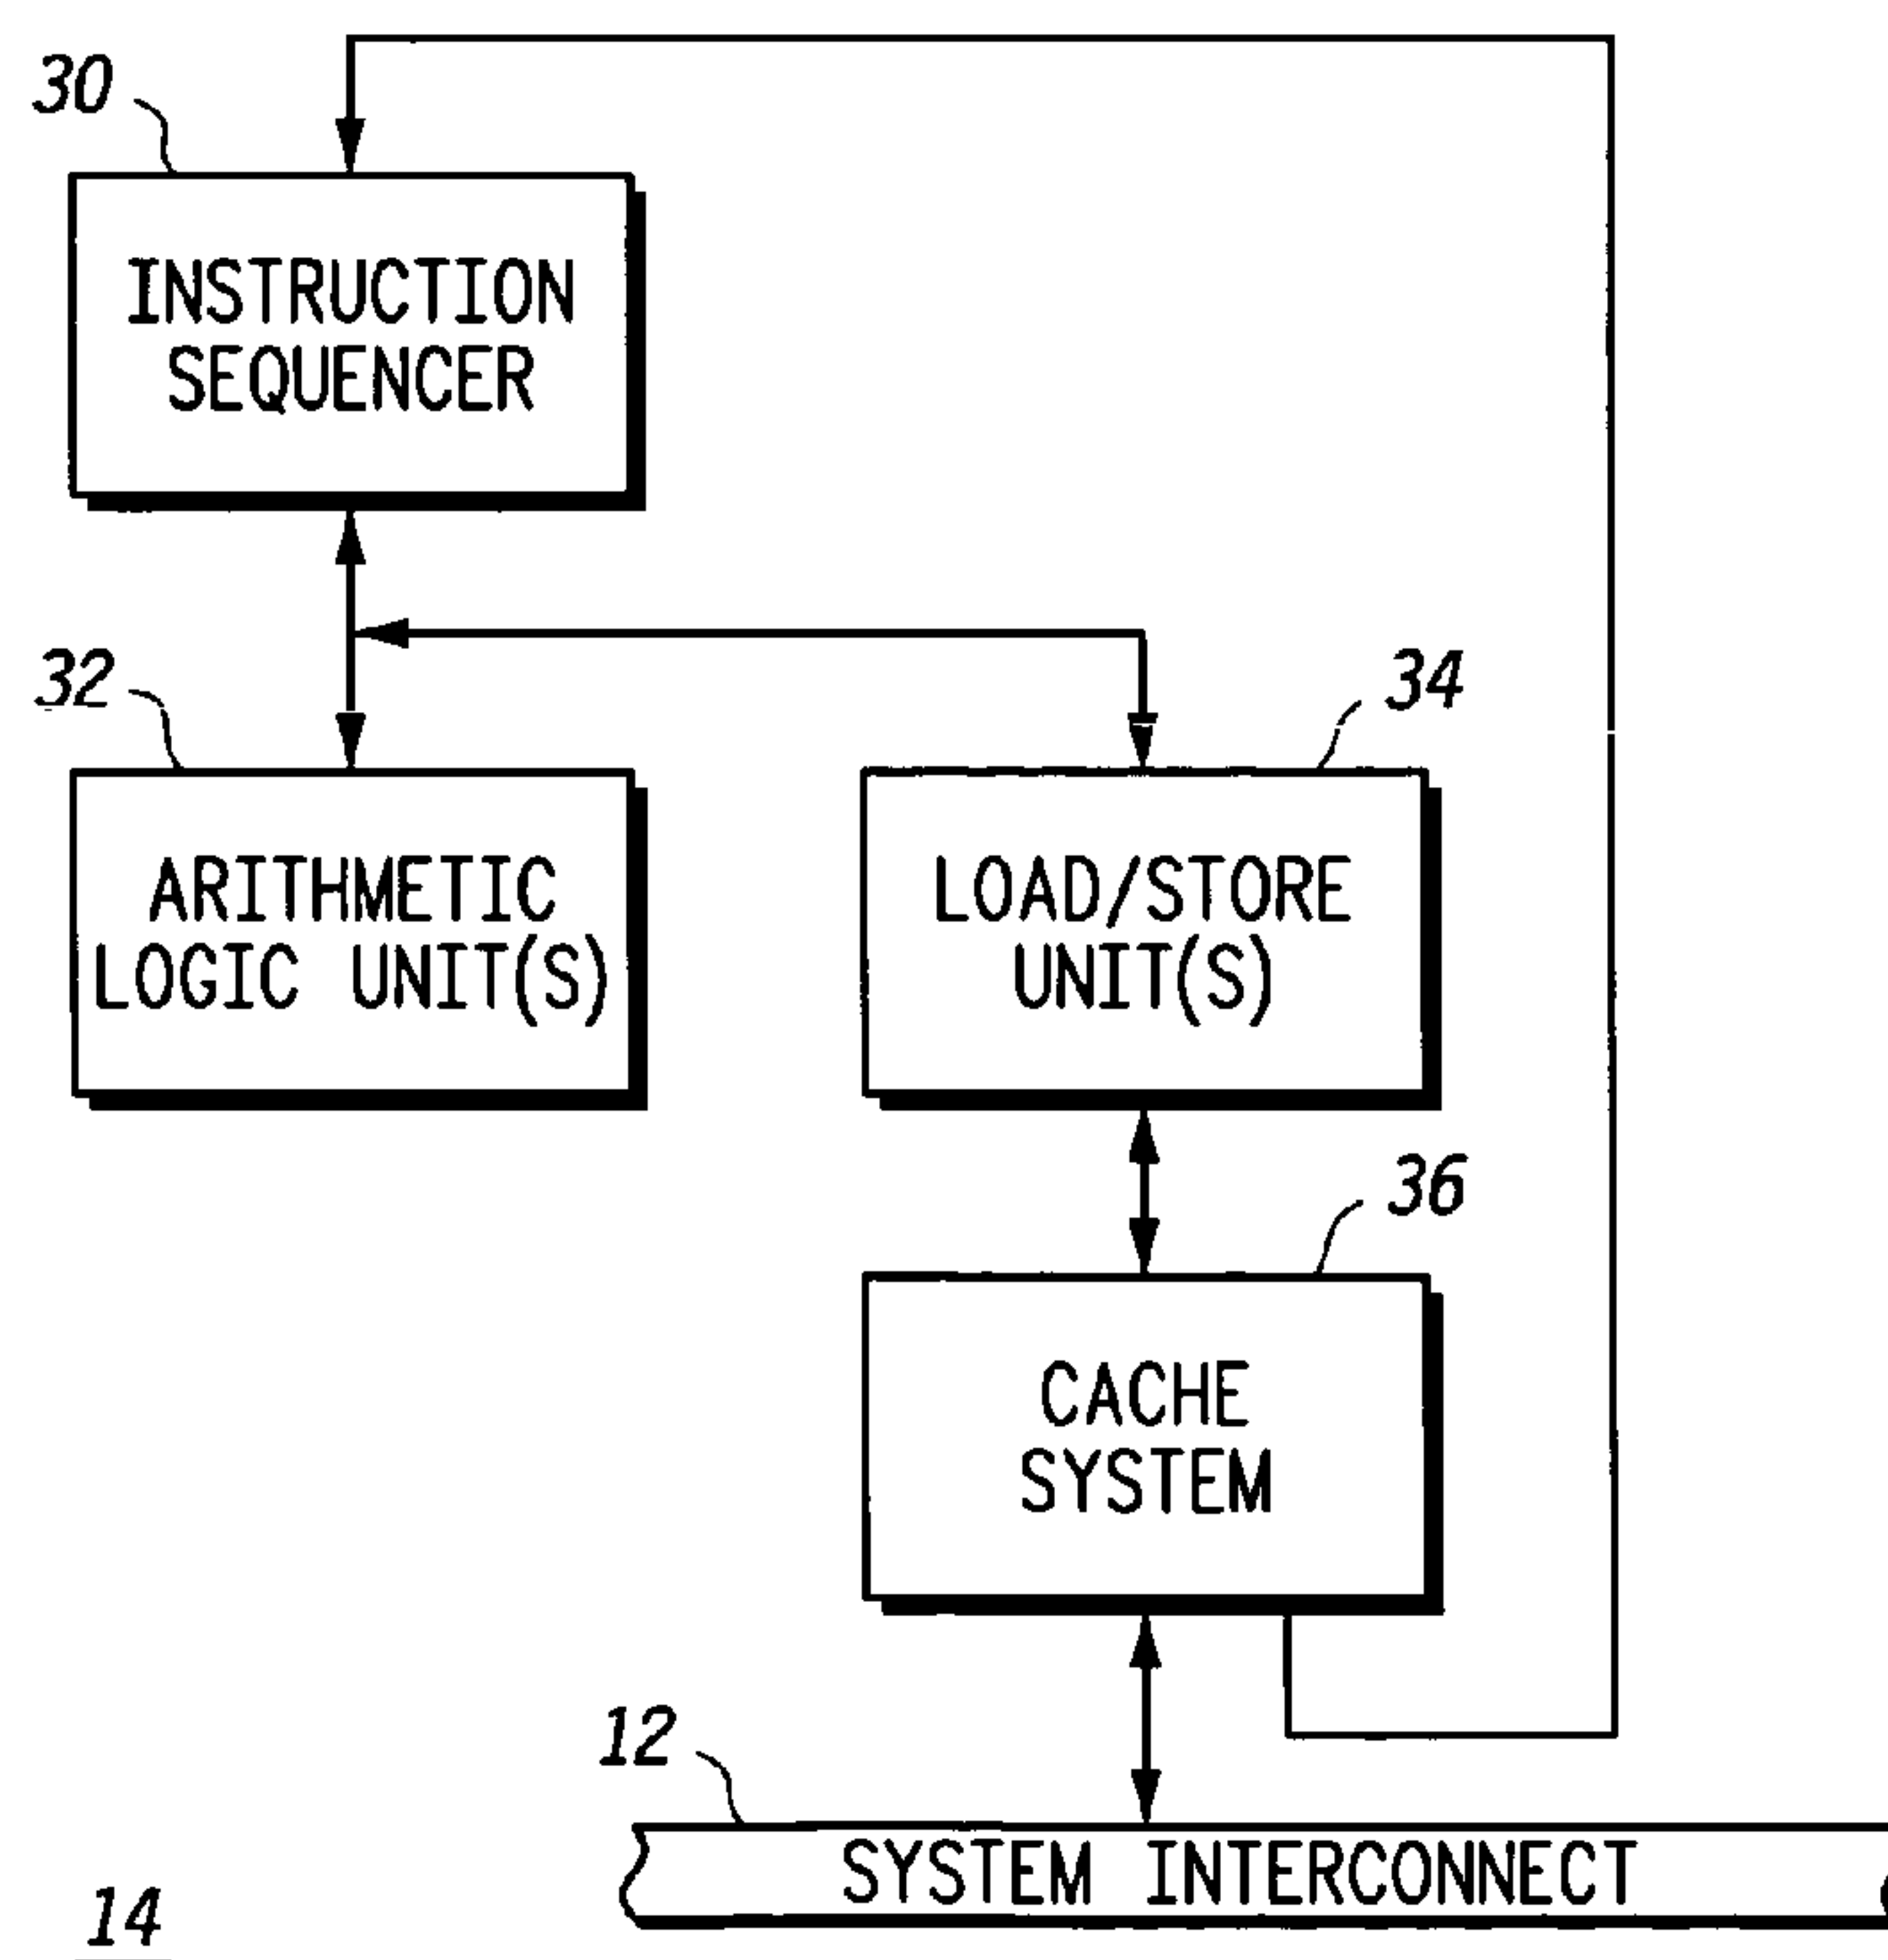 30
INSTRUCTION
SEQUENCER
32
34
ARITHMETIC
LOGIC UNIT(S)
LOAD/STORE
UNIT(S)
36
CACHE
SYSTEM
12
SYSTEM INTERCONNECT
14